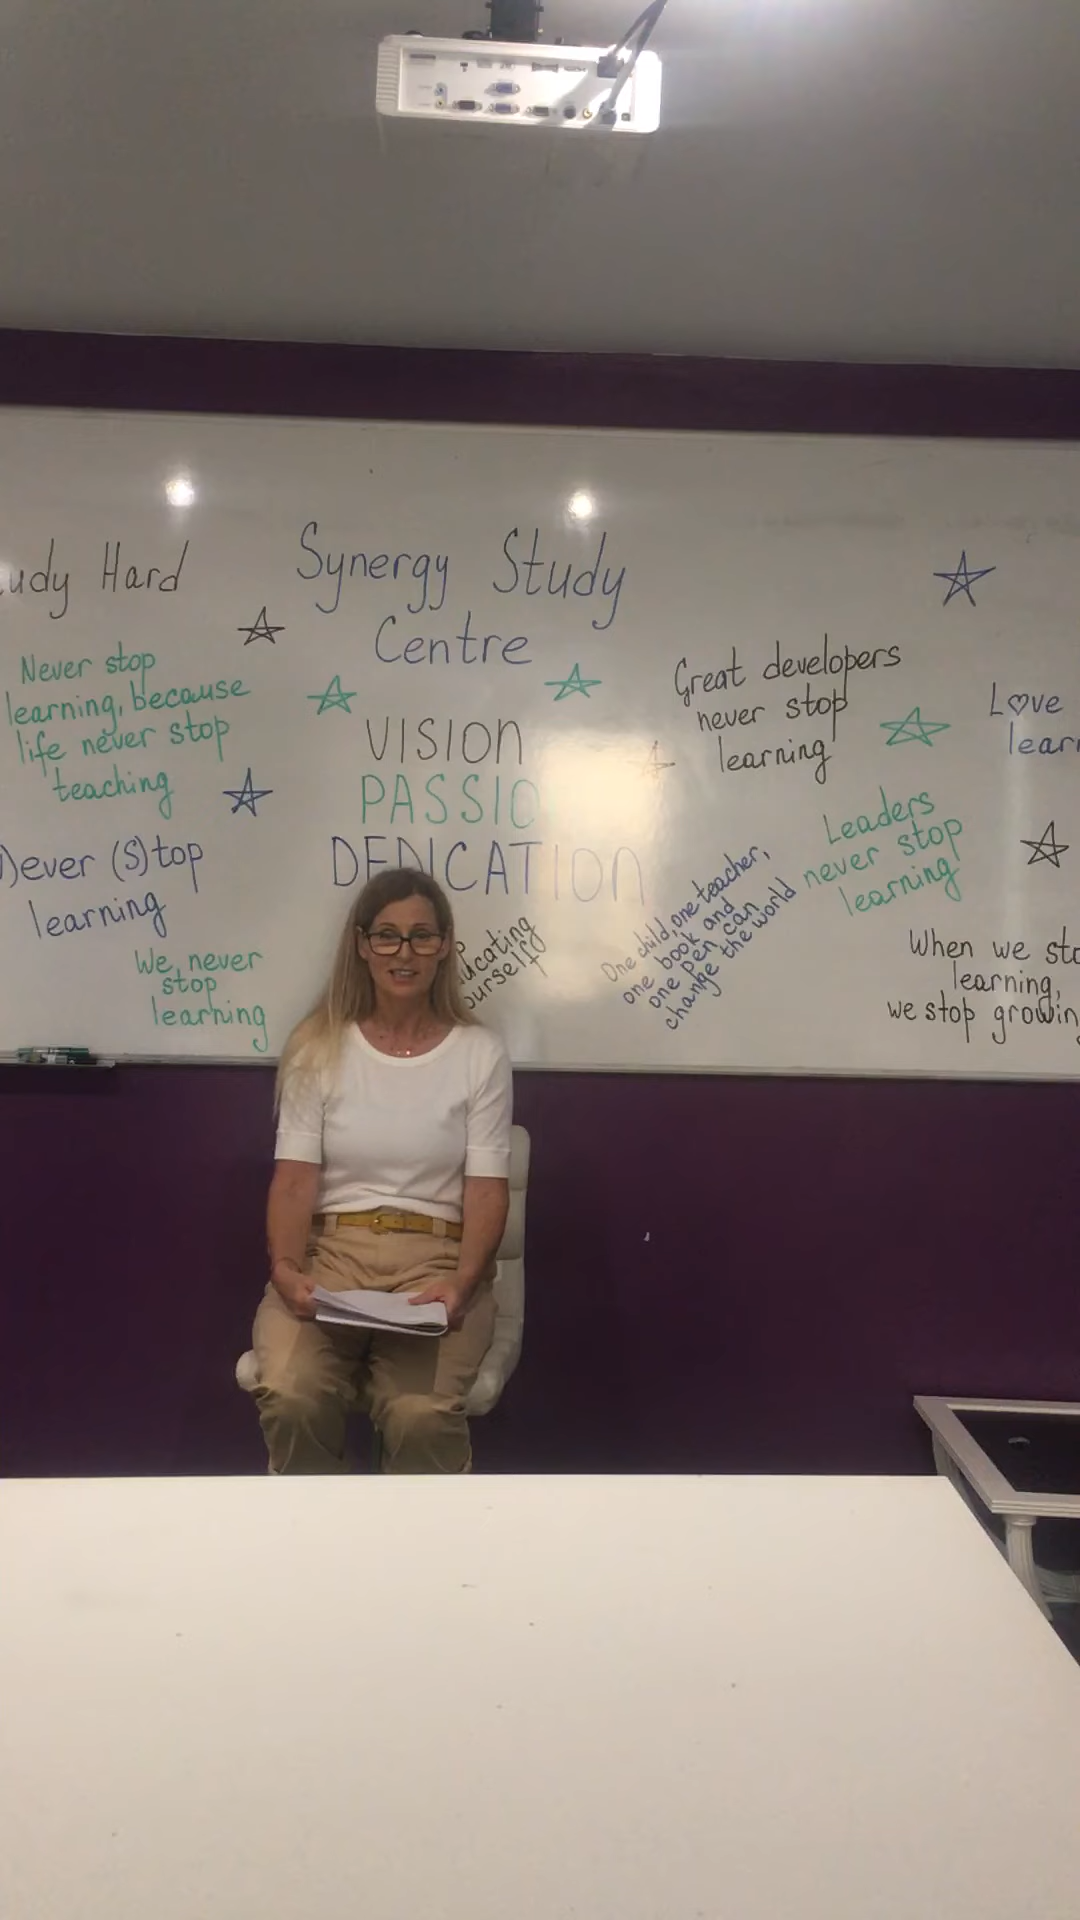 udy Hard
Never stop
learning, because
life never stop
teaching
)ever (S)top
learning
We never
stop
learning
Synergy Study
Centre
VISION
PASSIO
DEDICATION
ducating
ourself
One child, one teacher,
one book and
one pen can
change the world
Great developers
never stop
learning
Leaders
never stop
learning
Love
lear
When we sto
learning,
we stop growin